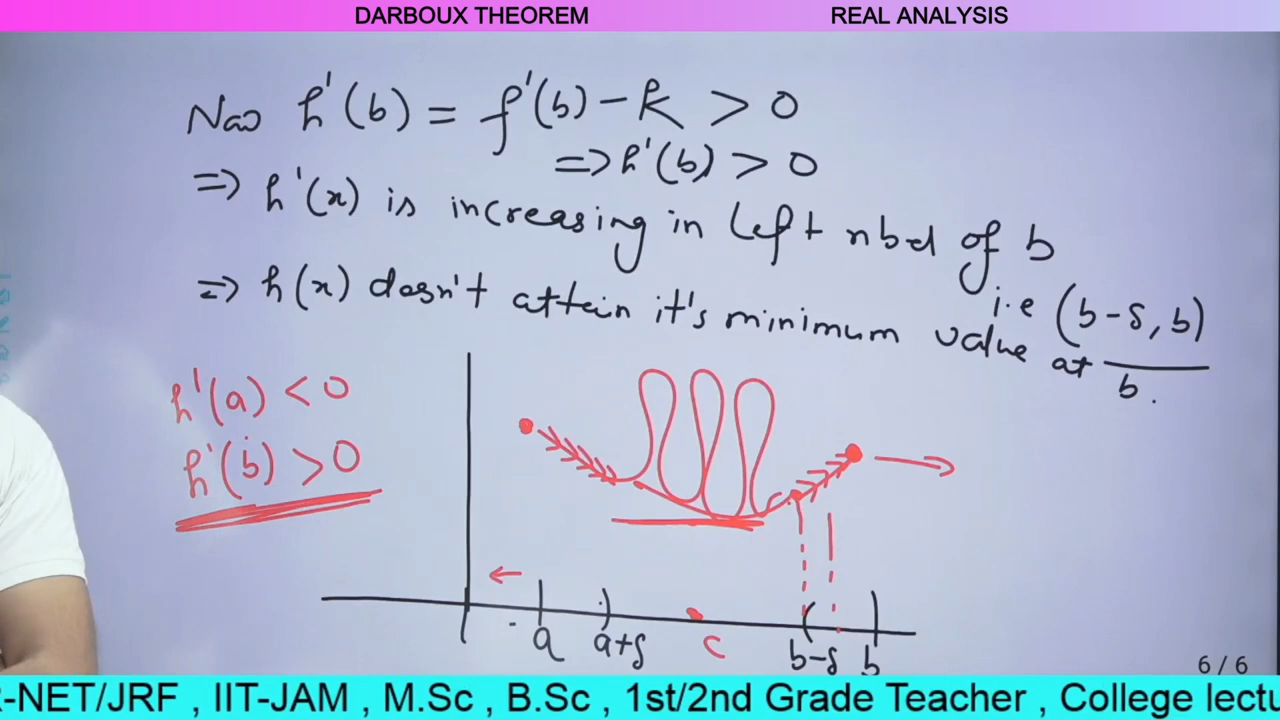 DARBOUX THEOREM
REAL ANALYSIS
Now h'(b) = f'(b) - k > 0
=> h'(b) > 0
=> h'(x) is increasing in left nbd of b
i.e (b-δ, b)
=> h(x) doesn't attain it's minimum value at b.
h'(a) < 0
h'(b) > 0
a a+δ c b-δ b
6 / 6
R-NET/JRF , IIT-JAM , M.Sc , B.Sc , 1st/2nd Grade Teacher , College lectu